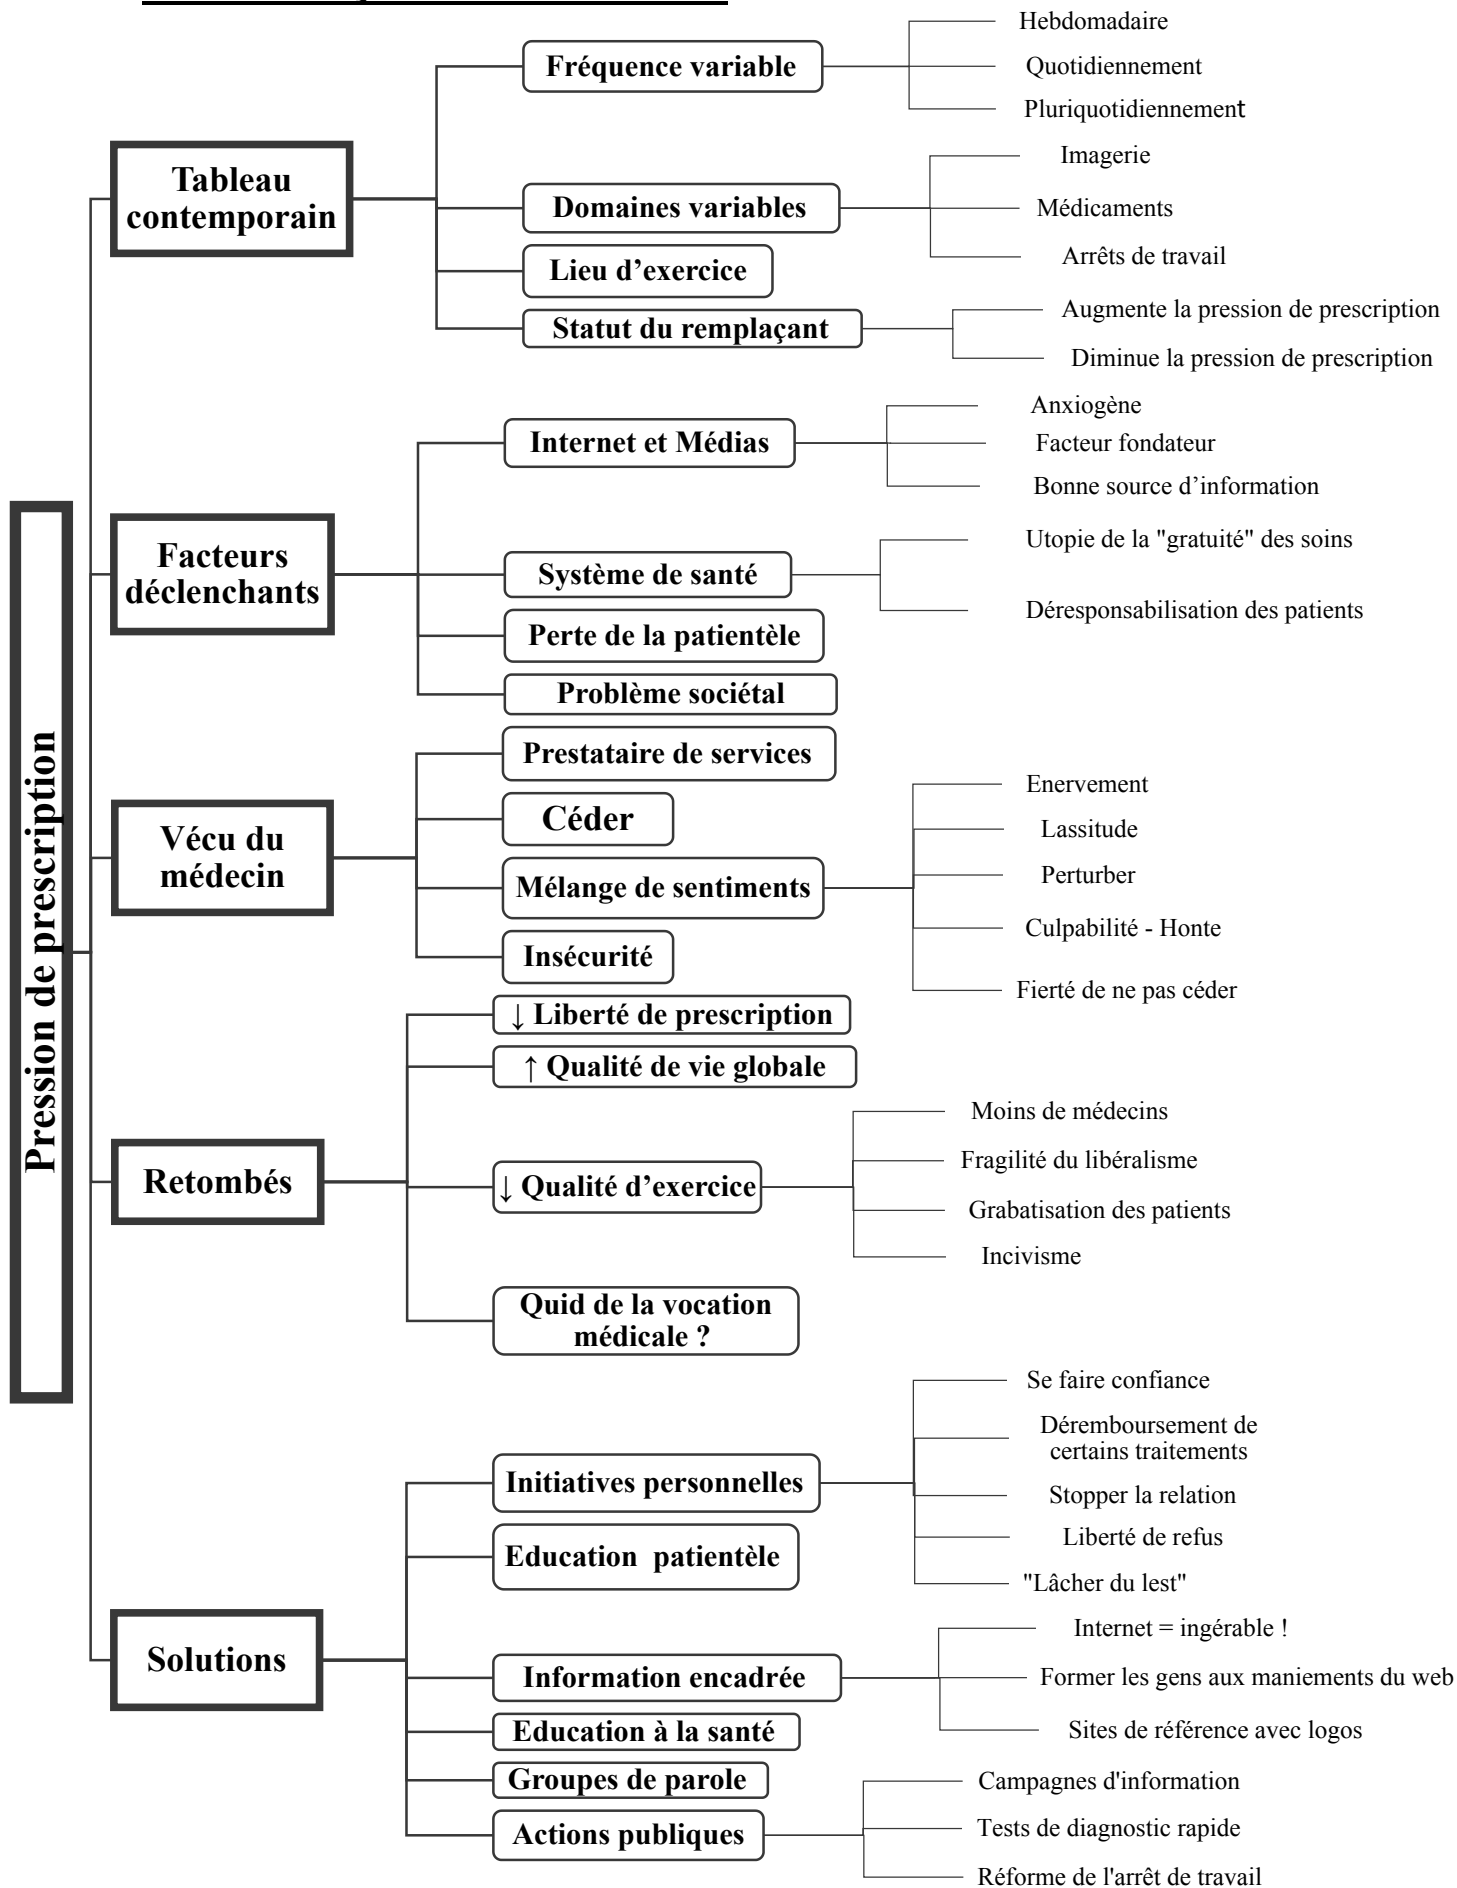 Pression de prescription
Tableau
contemporain
Fréquence variable
Hebdomadaire
Quotidiennement
Pluriquotidiennement
Domaines variables
Imagerie
Médicaments
Arrêts de travail
Lieu d’exercice
Statut du remplaçant
Augmente la pression de prescription
Diminue la pression de prescription
Facteurs
déclenchants
Internet et Médias
Anxiogène
Facteur fondateur
Bonne source d’information
Système de santé
Utopie de la "gratuité" des soins
Déresponsabilisation des patients
Perte de la patientèle
Problème sociétal
Vécu du
médecin
Prestataire de services
Céder
Mélange de sentiments
Enervement
Lassitude
Perturber
Culpabilité - Honte
Fierté de ne pas céder
Insécurité
Retombés
↓ Liberté de prescription
↑ Qualité de vie globale
↓ Qualité d’exercice
Moins de médecins
Fragilité du libéralisme
Grabatisation des patients
Incivisme
Quid de la vocation
médicale ?
Solutions
Initiatives personnelles
Se faire confiance
Déremboursement de
certains traitements
Stopper la relation
Liberté de refus
"Lâcher du lest"
Education patientèle
Information encadrée
Internet = ingérable !
Former les gens aux maniements du web
Sites de référence avec logos
Education à la santé
Groupes de parole
Actions publiques
Campagnes d'information
Tests de diagnostic rapide
Réforme de l'arrêt de travail